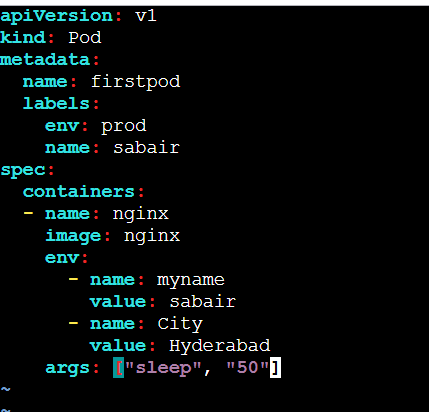 apiVersion: v1
kind: Pod
metadata:
  name: firstpod
  labels:
    env: prod
    name: sabair
spec:
  containers:
  - name: nginx
    image: nginx
    env:
      - name: myname
        value: sabair
      - name: City
        value: Hyderabad
    args: ["sleep", "50"]
~
~